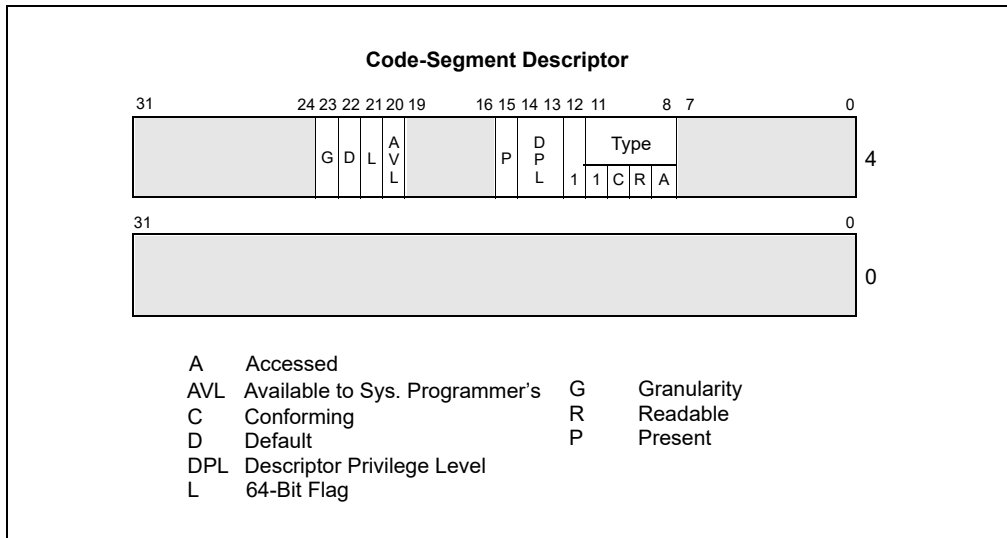 Code-Segment Descriptor
31 24 23 22 21 20 19 16 15 14 13 12 11 8 7 0
G D L AVL P DPL 1 Type 4
1 C R A
31 0
0
A Accessed
AVL Available to Sys. Programmer's G Granularity
C Conforming R Readable
D Default P Present
DPL Descriptor Privilege Level
L 64-Bit Flag